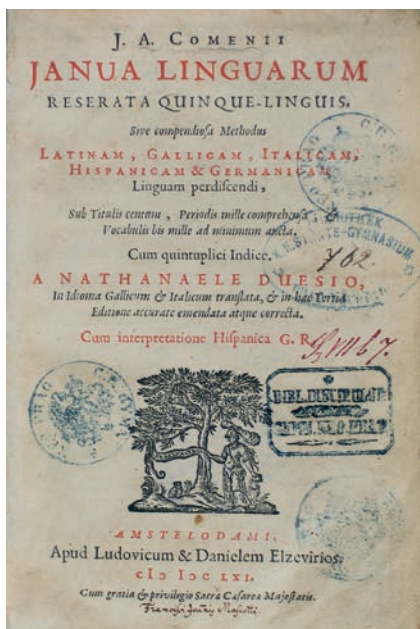 J. A. COMENII
JANUA LINGUARUM
RESERATA QUINQUE-LINGUIS.
Sive compendiosa Methodus
LATINAM, GALLICAM, ITALICAM,
HISPANICAM & GERMANICAM
Linguam perdiscendi,
Sub Titulis centum, Periodis mille comprehensa &
Vocabulis bis mille ad minimum aucta.
Cum quintuplici Indice.
A NATHANAELE DUESIO,
In Idioma Gallicum & Italicum translata, & in hac Tertia
Editione accurate emendata atque correcta.
Cum interpretatione Hispanica G. R.
762.
AMSTELODAMI,
Apud Ludovicum & Danielem Elzevirios.
cIɔ Iɔc LXI.
Cum gratia & privilegio Sacræ Cæsareæ Majestatis.